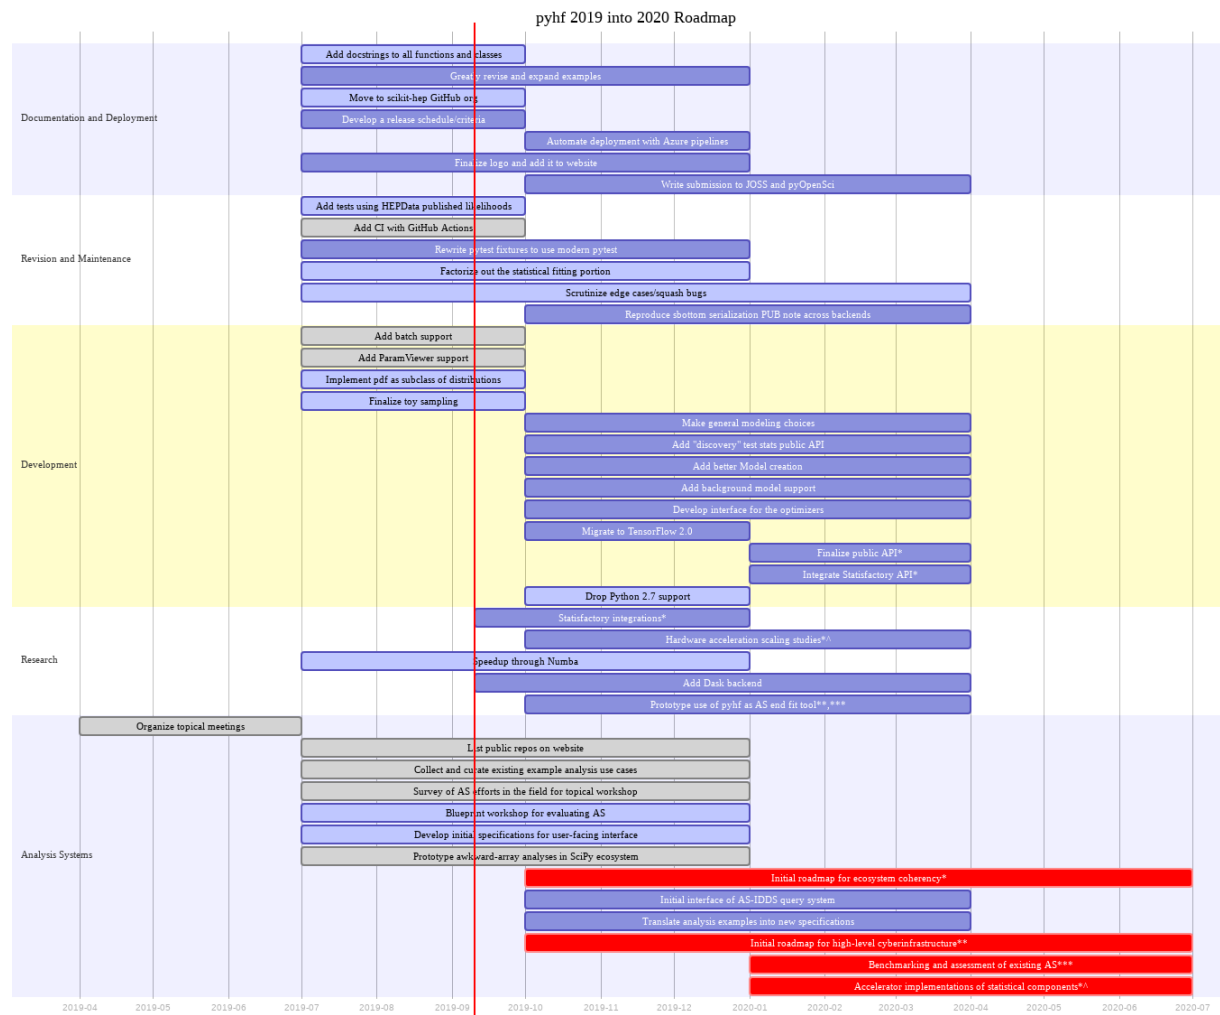 pyhf 2019 into 2020 Roadmap
Documentation and Deployment
Add docstrings to all functions and classes
Greatly revise and expand examples
Move to scikit-hep GitHub org
Develop a release schedule/criteria
Automate deployment with Azure pipelines
Finalize logo and add it to website
Write submission to JOSS and pyOpenSci
Revision and Maintenance
Add tests using HEPData published likelihoods
Add CI with GitHub Actions
Rewrite pytest fixtures to use modern pytest
Factorize out the statistical fitting portion
Scrutinize edge cases/squash bugs
Reproduce sbottom serialization PUB note across backends
Development
Add batch support
Add ParamViewer support
Implement pdf as subclass of distributions
Finalize toy sampling
Make general modeling choices
Add "discovery" test stats public API
Add better Model creation
Add background model support
Develop interface for the optimizers
Migrate to TensorFlow 2.0
Finalize public API*
Integrate Statisfactory API*
Drop Python 2.7 support
Research
Statisfactory integrations*
Hardware acceleration scaling studies*^
Speedup through Numba
Add Dask backend
Prototype use of pyhf as AS end fit tool**,***
Analysis Systems
Organize topical meetings
List public repos on website
Collect and curate existing example analysis use cases
Survey of AS efforts in the field for topical workshop
Blueprint workshop for evaluating AS
Develop initial specifications for user-facing interface
Prototype awkward-array analyses in SciPy ecosystem
Initial roadmap for ecosystem coherency*
Initial interface of AS-IDDS query system
Translate analysis examples into new specifications
Initial roadmap for high-level cyberinfrastructure**
Benchmarking and assessment of existing AS***
Accelerator implementations of statistical components*^
2019-04 2019-05 2019-06 2019-07 2019-08 2019-09 2019-10 2019-11 2019-12 2020-01 2020-02 2020-03 2020-04 2020-05 2020-06 2020-07